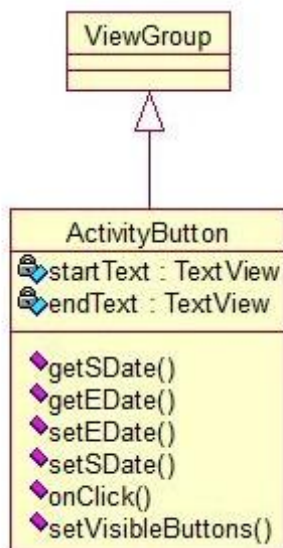 ViewGroup
ActivityButton
startText : TextView
endText : TextView
getSDate()
getEDate()
setEDate()
setSDate()
onClick()
setVisibleButtons()